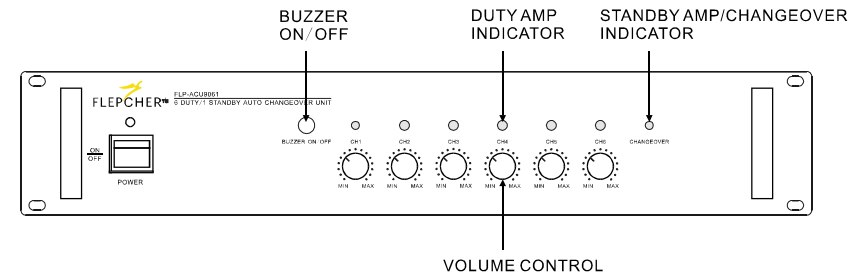 BUZZER
ON/OFF
DUTY AMP
INDICATOR
STANDBY AMP/CHANGEOVER
INDICATOR
FLEPCHER™
FLP-ACU9061
6 DUTY/1 STANDBY AUTO CHANGEOVER UNIT
BUZZER ON/OFF
CH1
CH2
CH3
CH4
CH5
CH6
CHANGEOVER
ON
OFF
POWER
MIN MAX
MIN MAX
MIN MAX
MIN MAX
MIN MAX
MIN MAX
VOLUME CONTROL